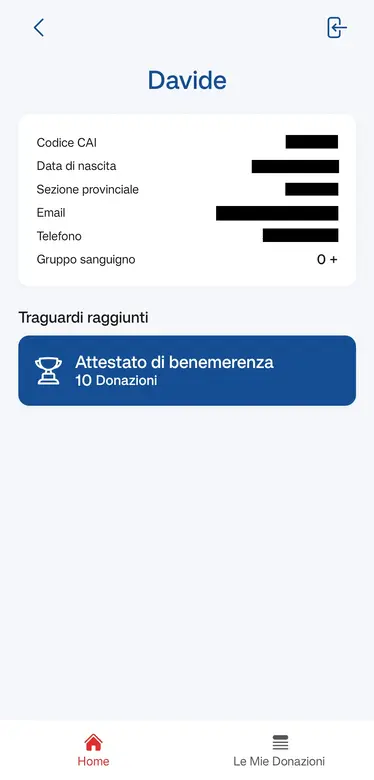 Davide
Codice CAI
Data di nascita
Sezione provinciale
Email
Telefono
Gruppo sanguigno 0 +
Traguardi raggiunti
Attestato di benemerenza
10 Donazioni
Home Le Mie Donazioni